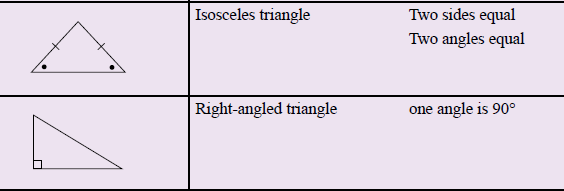 Isosceles triangle Two sides equal
Two angles equal
Right-angled triangle one angle is 90°